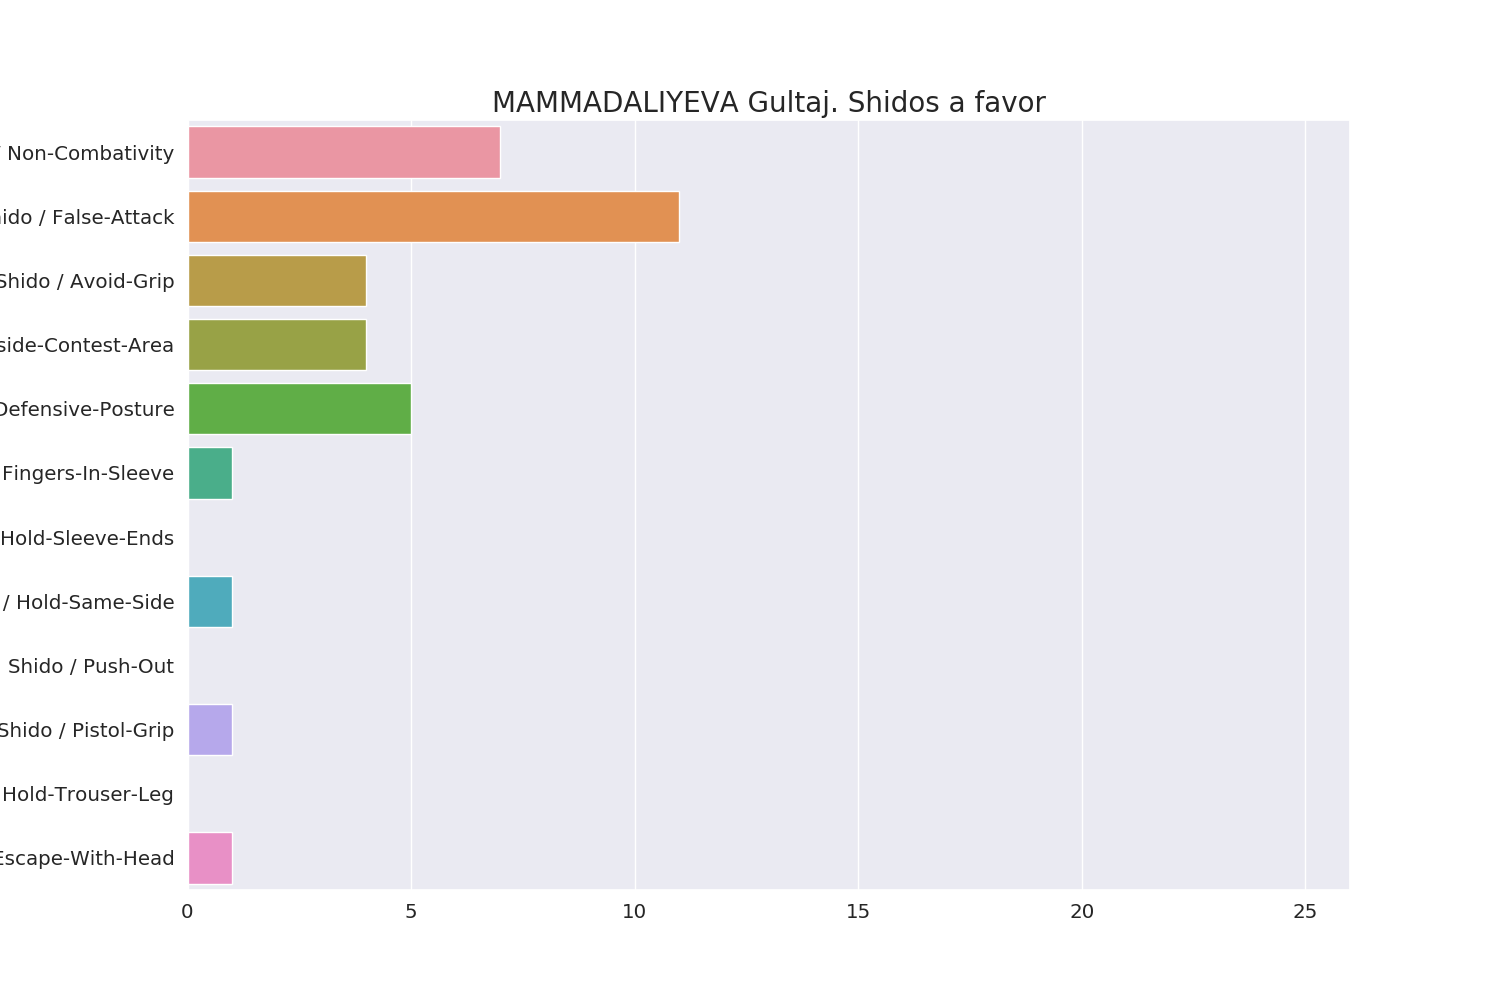 MAMMADALIYEVA Gultaj. Shidos a favor
/ Non-Combativity
ido / False-Attack
Shido / Avoid-Grip
side-Contest-Area
Defensive-Posture
Fingers-In-Sleeve
Hold-Sleeve-Ends
/ Hold-Same-Side
Shido / Push-Out
Shido / Pistol-Grip
Hold-Trouser-Leg
Escape-With-Head
0 5 10 15 20 25